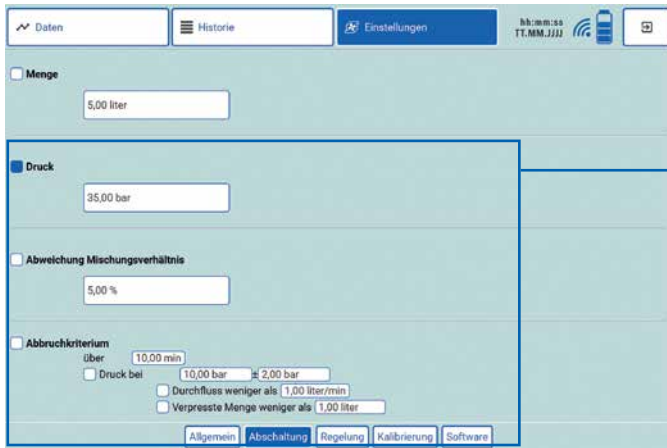 Daten
Historie
Einstellungen
hh:mm:ss
TT.MM.JJJJ
Menge
5,00 liter
Druck
35,00 bar
Abweichung Mischungsverhältnis
5,00 %
Abbruchkriterium
über 10,00 min
Druck bei 10,00 bar ± 2,00 bar
Durchfluss weniger als 1,00 liter/min
Verpresste Menge weniger als 1,00 liter
Allgemein Abschaltung Regelung Kalibrierung Software